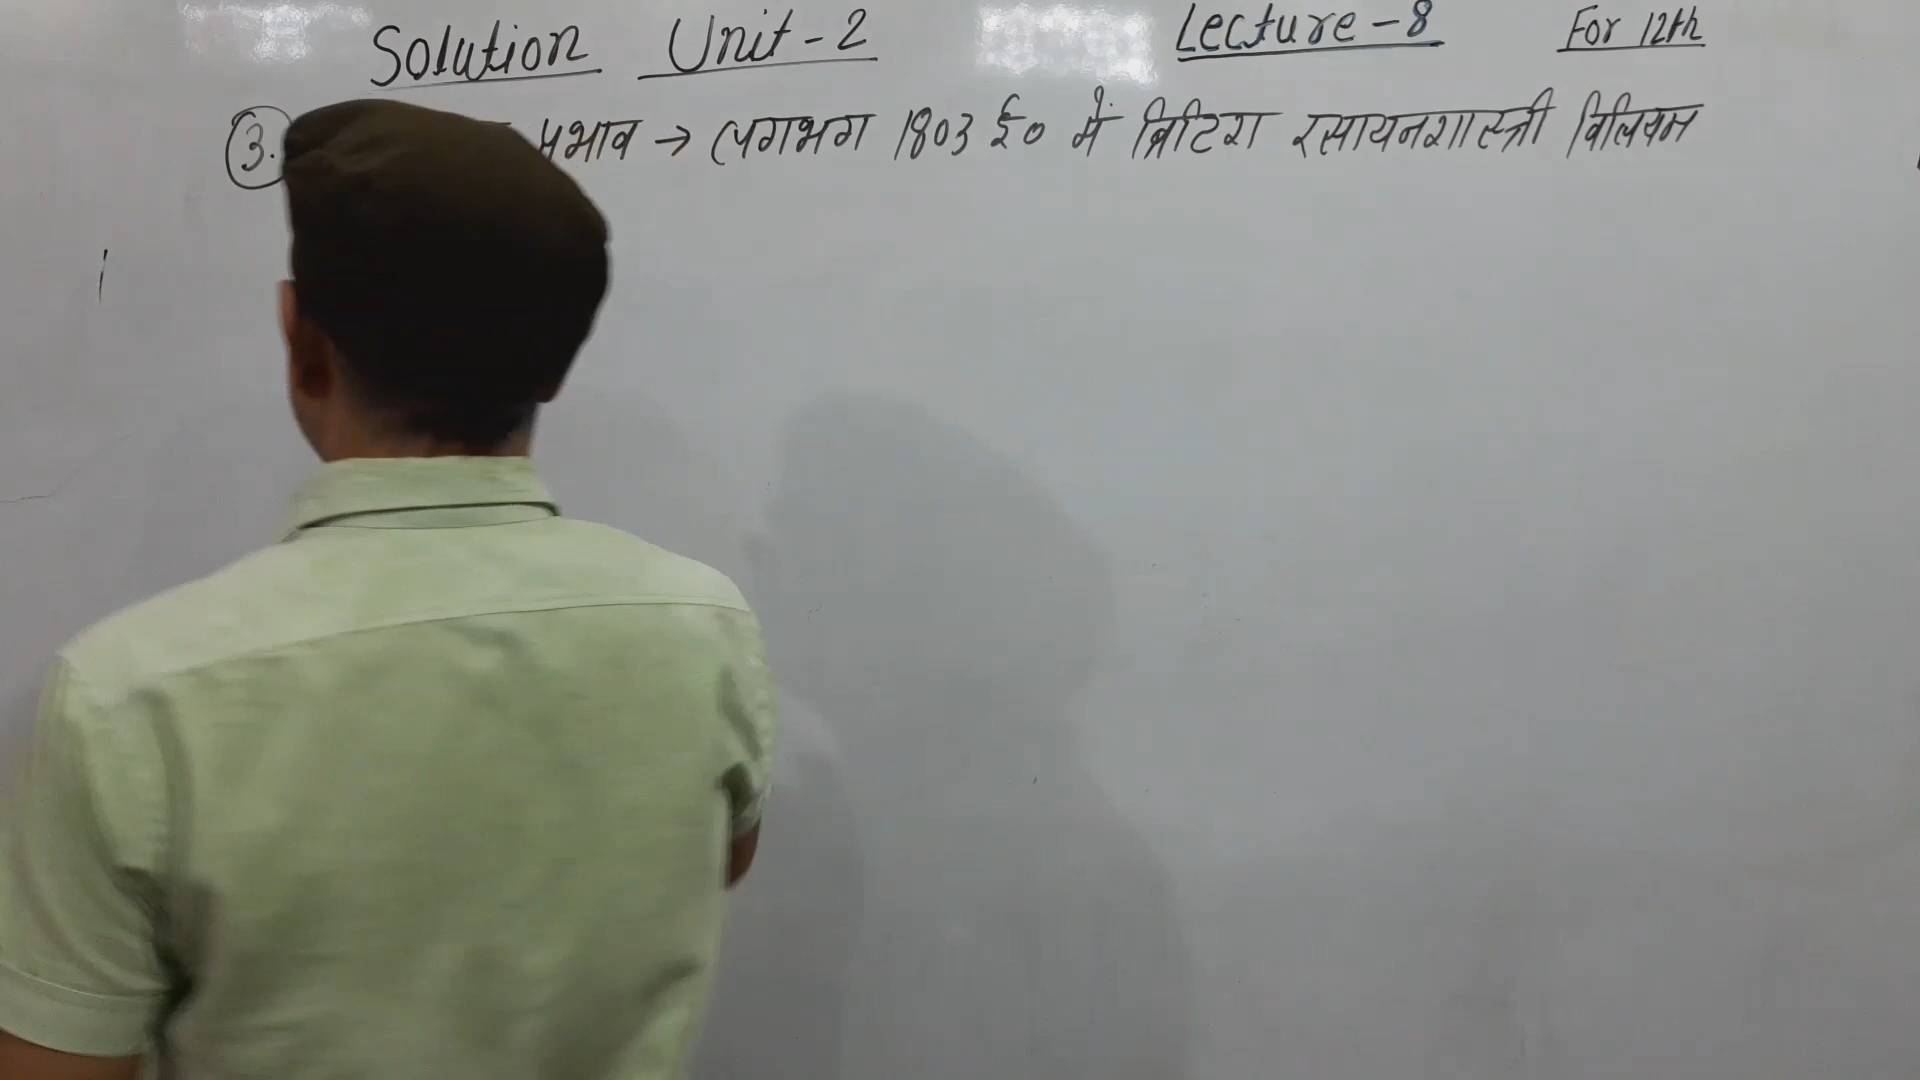 Solution Unit-2 Lecture-8 For 12th
3. प्रभाव → लगभग 1803 ई० में ब्रिटिश रसायनशास्त्री विलियम